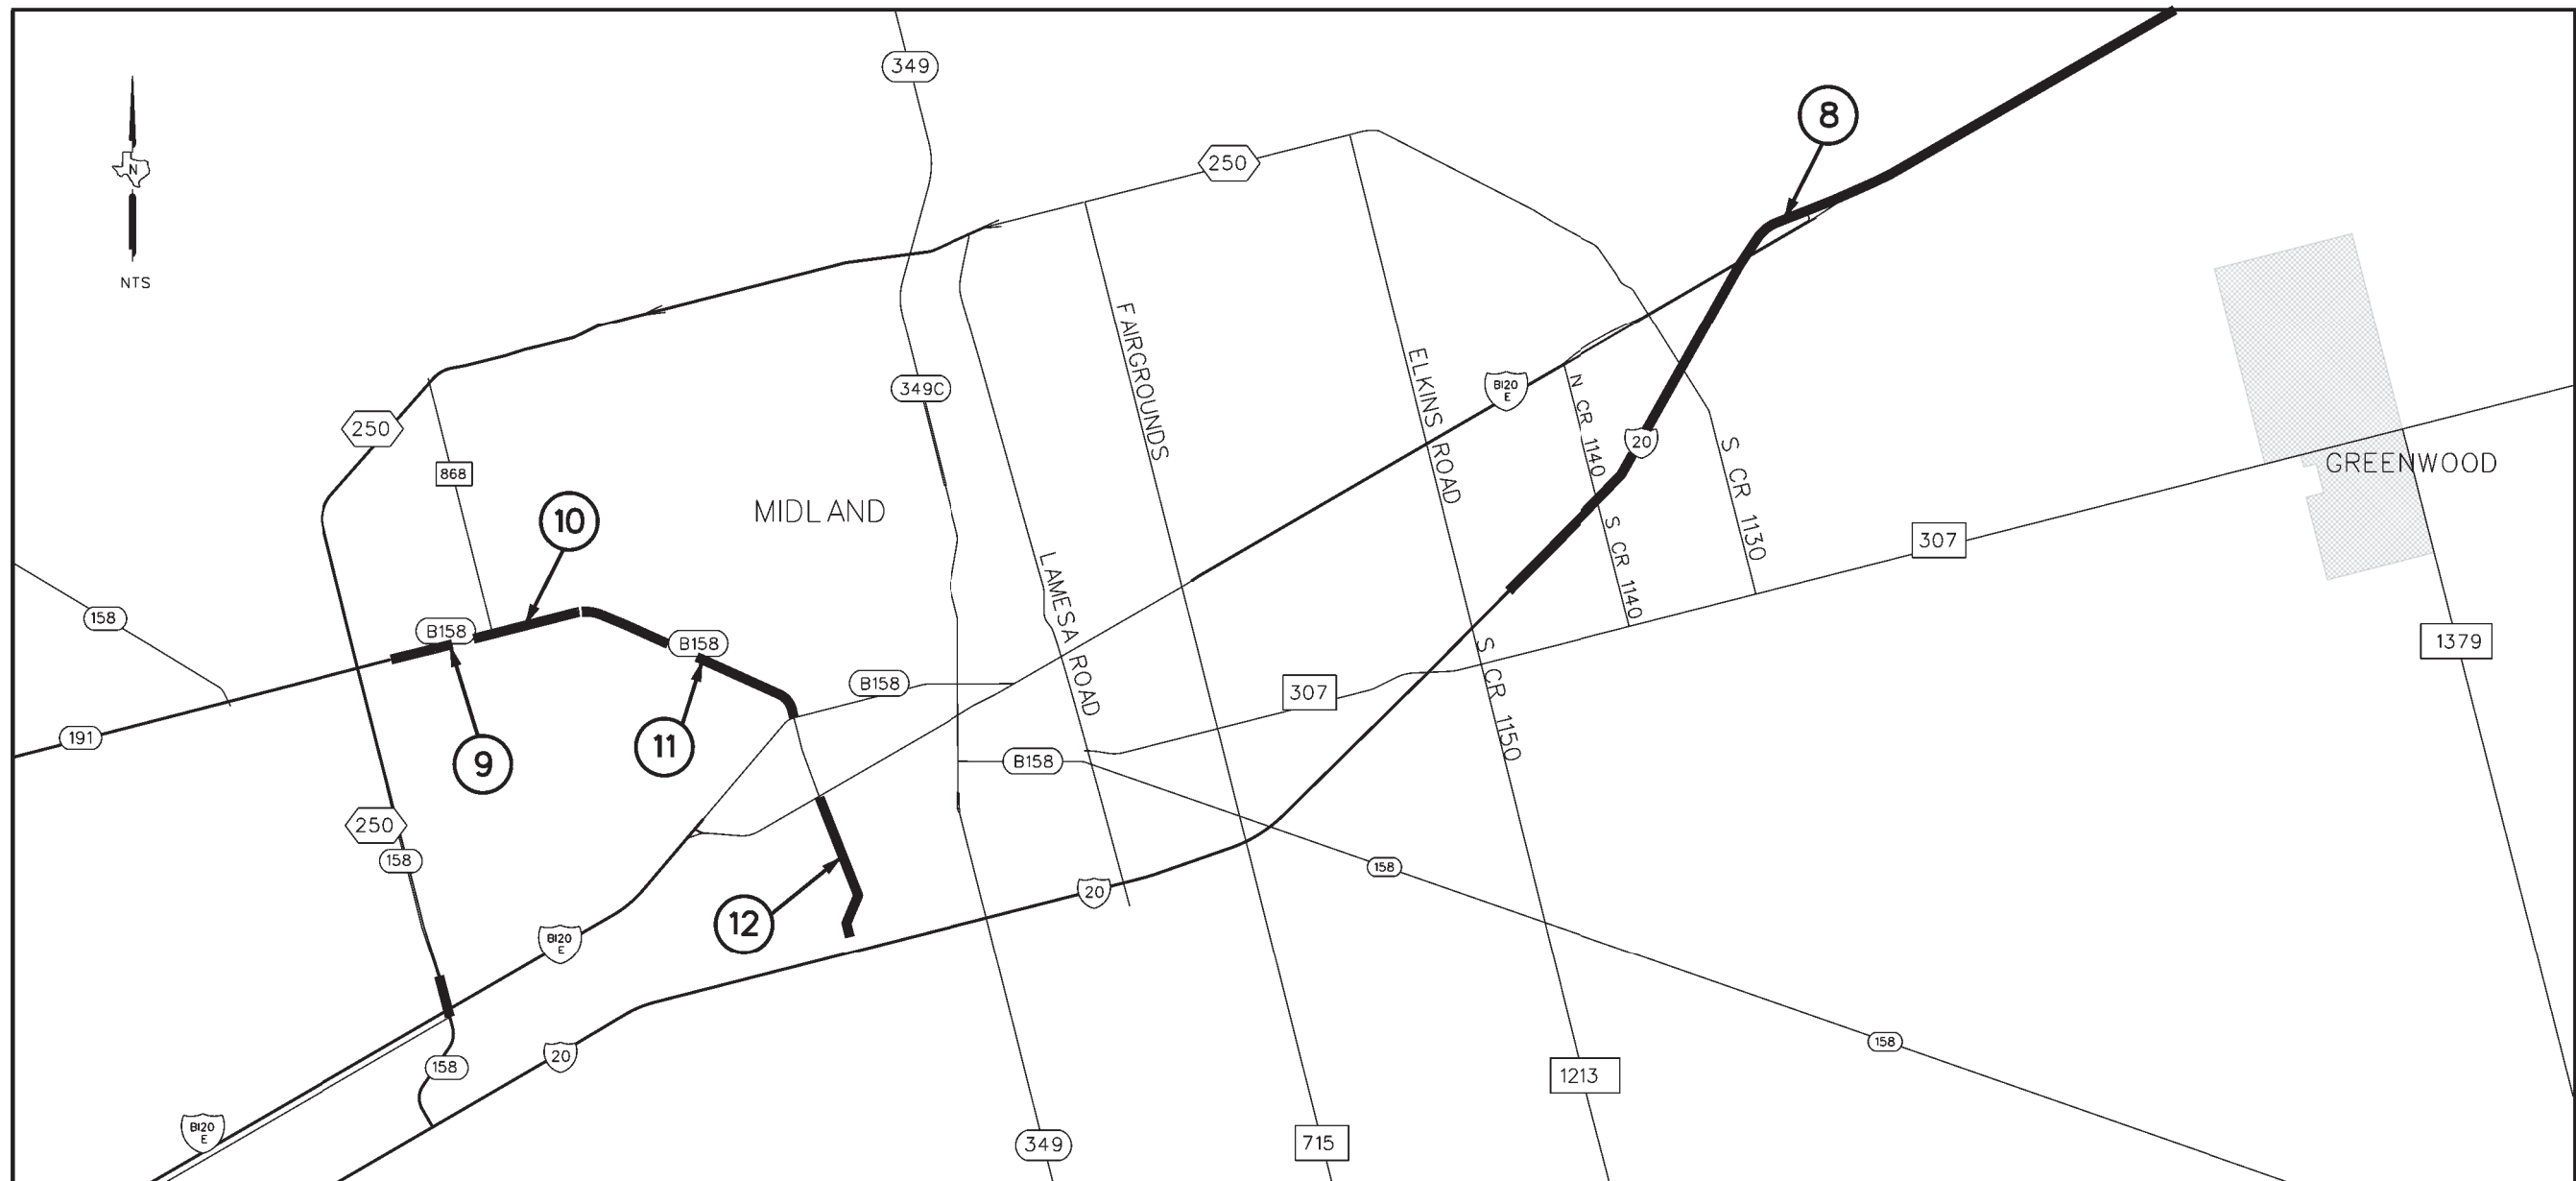 349
8
250
N
NTS
FAIRGROUNDS
ELKINS ROAD
349C
BI20
E
N CR 1140
250
20
S CR 1130
GREENWOOD
868
MIDLAND
10
S CR 1140
307
LAMESA ROAD
158
B158
B158
1379
B158
307
S CR 1150
191
11
9
B158
250
158
158
20
12
BI20
E
158
20
158
1213
BI20
E
349
715